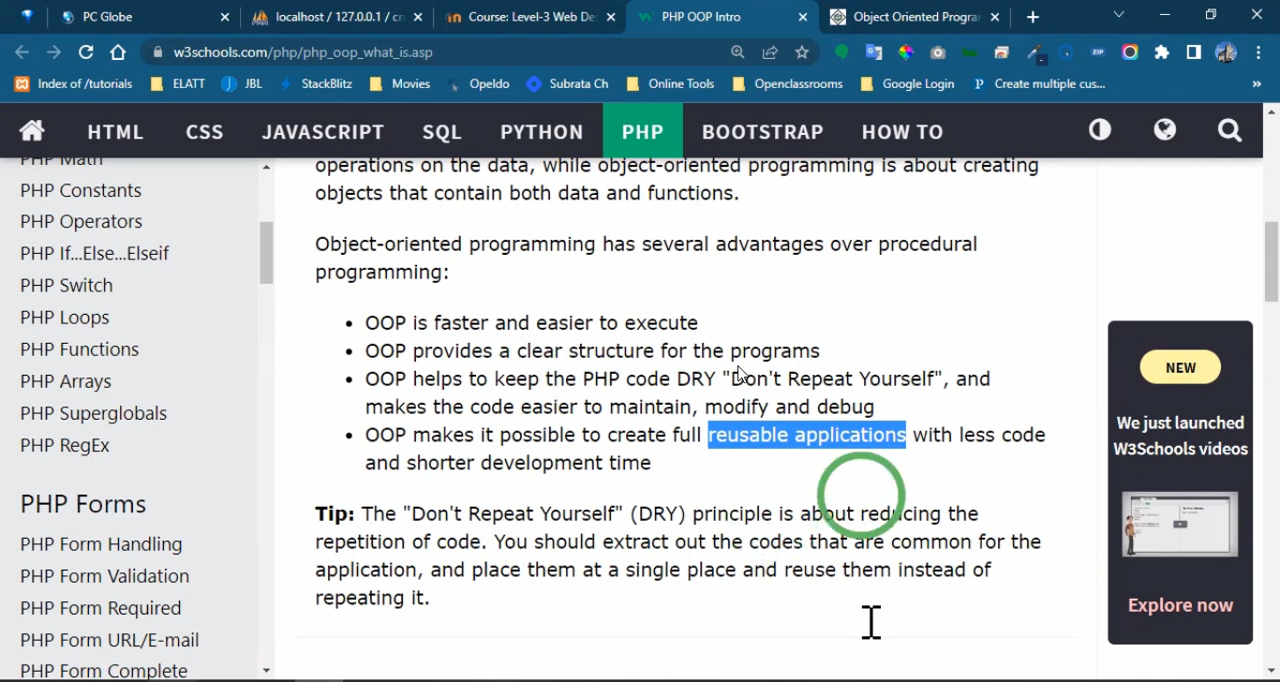 PC Globe
localhost / 127.0.0.1 / cr
Course: Level-3 Web De
PHP OOP Intro
Object Oriented Progra
w3schools.com/php/php_oop_what_is.asp
ZIP
Index of /tutorials
ELATT
JBL
StackBlitz
Movies
Opeldo
Subrata Ch
Online Tools
Openclassrooms
Google Login
Create multiple cus...
HTML
CSS
JAVASCRIPT
SQL
PYTHON
PHP
BOOTSTRAP
HOW TO
PHP Math
PHP Constants
PHP Operators
PHP If...Else...Elseif
PHP Switch
PHP Loops
PHP Functions
PHP Arrays
PHP Superglobals
PHP RegEx
PHP Forms
PHP Form Handling
PHP Form Validation
PHP Form Required
PHP Form URL/E-mail
PHP Form Complete
operations on the data, while object-oriented programming is about creating
objects that contain both data and functions.
Object-oriented programming has several advantages over procedural
programming:
• OOP is faster and easier to execute
• OOP provides a clear structure for the programs
• OOP helps to keep the PHP code DRY "Don't Repeat Yourself", and
makes the code easier to maintain, modify and debug
• OOP makes it possible to create full reusable applications with less code
and shorter development time
Tip: The "Don't Repeat Yourself" (DRY) principle is about reducing the
repetition of code. You should extract out the codes that are common for the
application, and place them at a single place and reuse them instead of
repeating it.
NEW
We just launched
W3Schools videos
Explore now